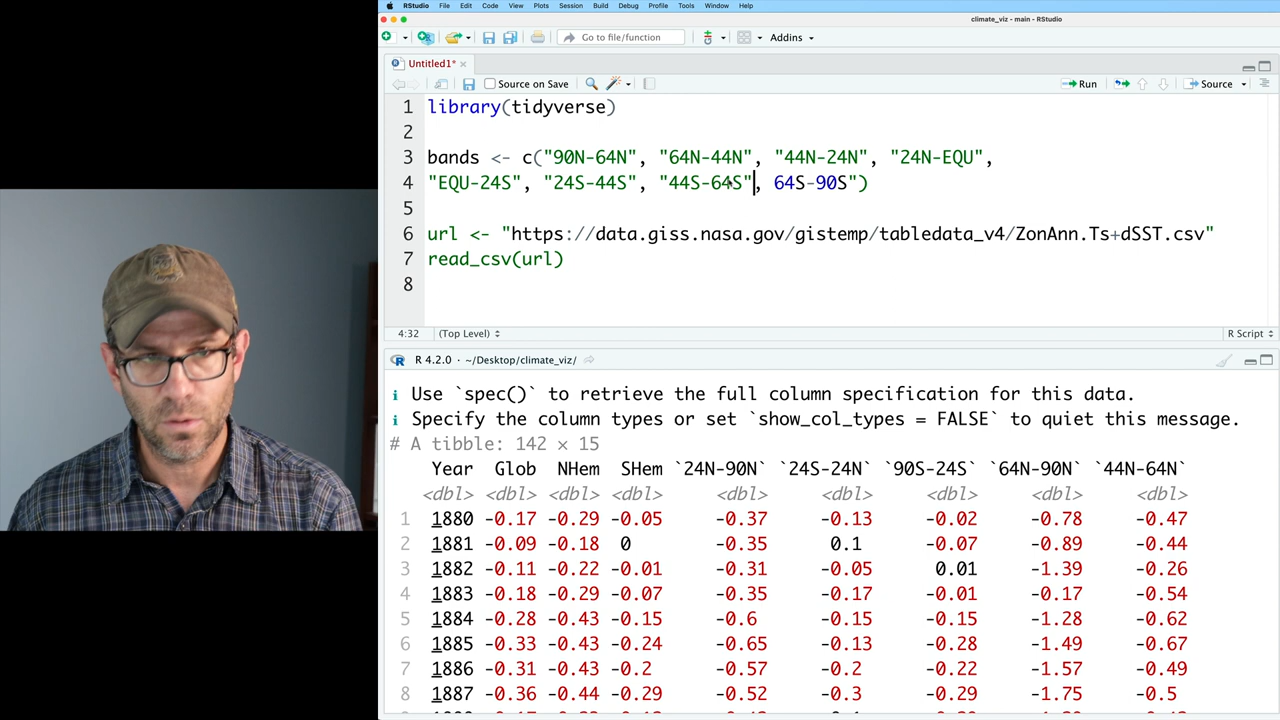 RStudio File Edit Code View Plots Session Build Debug Profile Tools Window Help
climate_viz - main - RStudio
Go to file/function Addins
Untitled1*
Source on Save Run Source
1 library(tidyverse)
2
3 bands <- c("90N-64N", "64N-44N", "44N-24N", "24N-EQU",
4 "EQU-24S", "24S-44S", "44S-64S", 64S-90S")
5
6 url <- "https://data.giss.nasa.gov/gistemp/tabledata_v4/ZonAnn.Ts+dSST.csv"
7 read_csv(url)
8
4:32 (Top Level) R Script
R 4.2.0 · ~/Desktop/climate_viz/
i Use `spec()` to retrieve the full column specification for this data.
i Specify the column types or set `show_col_types = FALSE` to quiet this message.
# A tibble: 142 × 15
Year Glob NHem SHem `24N-90N` `24S-24N` `90S-24S` `64N-90N` `44N-64N`
<dbl> <dbl> <dbl> <dbl> <dbl> <dbl> <dbl> <dbl> <dbl>
1 1880 -0.17 -0.29 -0.05 -0.37 -0.13 -0.02 -0.78 -0.47
2 1881 -0.09 -0.18 0 -0.35 0.1 -0.07 -0.89 -0.44
3 1882 -0.11 -0.22 -0.01 -0.31 -0.05 0.01 -1.39 -0.26
4 1883 -0.18 -0.29 -0.07 -0.35 -0.17 -0.01 -0.17 -0.54
5 1884 -0.28 -0.43 -0.15 -0.6 -0.15 -0.15 -1.28 -0.62
6 1885 -0.33 -0.43 -0.24 -0.65 -0.13 -0.28 -1.49 -0.67
7 1886 -0.31 -0.43 -0.2 -0.57 -0.2 -0.22 -1.57 -0.49
8 1887 -0.36 -0.44 -0.29 -0.52 -0.3 -0.29 -1.75 -0.5